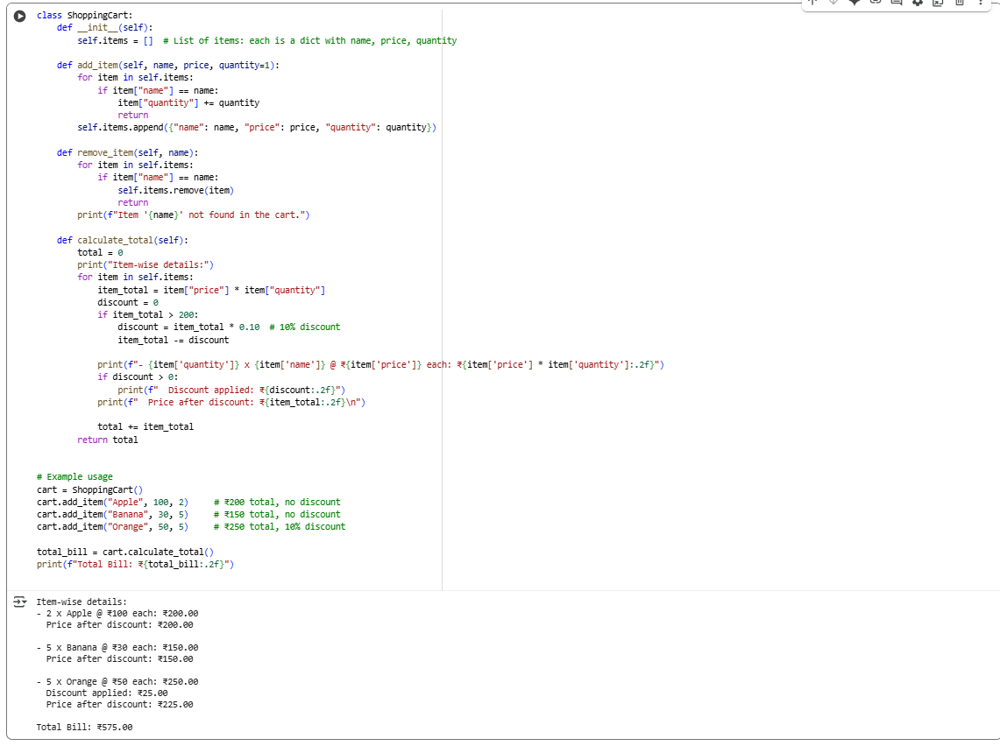 class ShoppingCart:
    def __init__(self):
        self.items = []  # List of items: each is a dict with name, price, quantity

    def add_item(self, name, price, quantity=1):
        for item in self.items:
            if item["name"] == name:
                item["quantity"] += quantity
                return
        self.items.append({"name": name, "price": price, "quantity": quantity})

    def remove_item(self, name):
        for item in self.items:
            if item["name"] == name:
                self.items.remove(item)
                return
        print(f"Item '{name}' not found in the cart.")

    def calculate_total(self):
        total = 0
        print("Item-wise details:")
        for item in self.items:
            item_total = item["price"] * item["quantity"]
            discount = 0
            if item_total > 200:
                discount = item_total * 0.10  # 10% discount
                item_total -= discount

            print(f"- {item['quantity']} x {item['name']} @ ₹{item['price']} each: ₹{item['price'] * item['quantity']:.2f}")
            if discount > 0:
                print(f"  Discount applied: ₹{discount:.2f}")
            print(f"  Price after discount: ₹{item_total:.2f}\n")

            total += item_total
        return total


# Example usage
cart = ShoppingCart()
cart.add_item("Apple", 100, 2)     # ₹200 total, no discount
cart.add_item("Banana", 30, 5)     # ₹150 total, no discount
cart.add_item("Orange", 50, 5)     # ₹250 total, 10% discount

total_bill = cart.calculate_total()
print(f"Total Bill: ₹{total_bill:.2f}")

Item-wise details:
- 2 x Apple @ ₹100 each: ₹200.00
  Price after discount: ₹200.00

- 5 x Banana @ ₹30 each: ₹150.00
  Price after discount: ₹150.00

- 5 x Orange @ ₹50 each: ₹250.00
  Discount applied: ₹25.00
  Price after discount: ₹225.00

Total Bill: ₹575.00